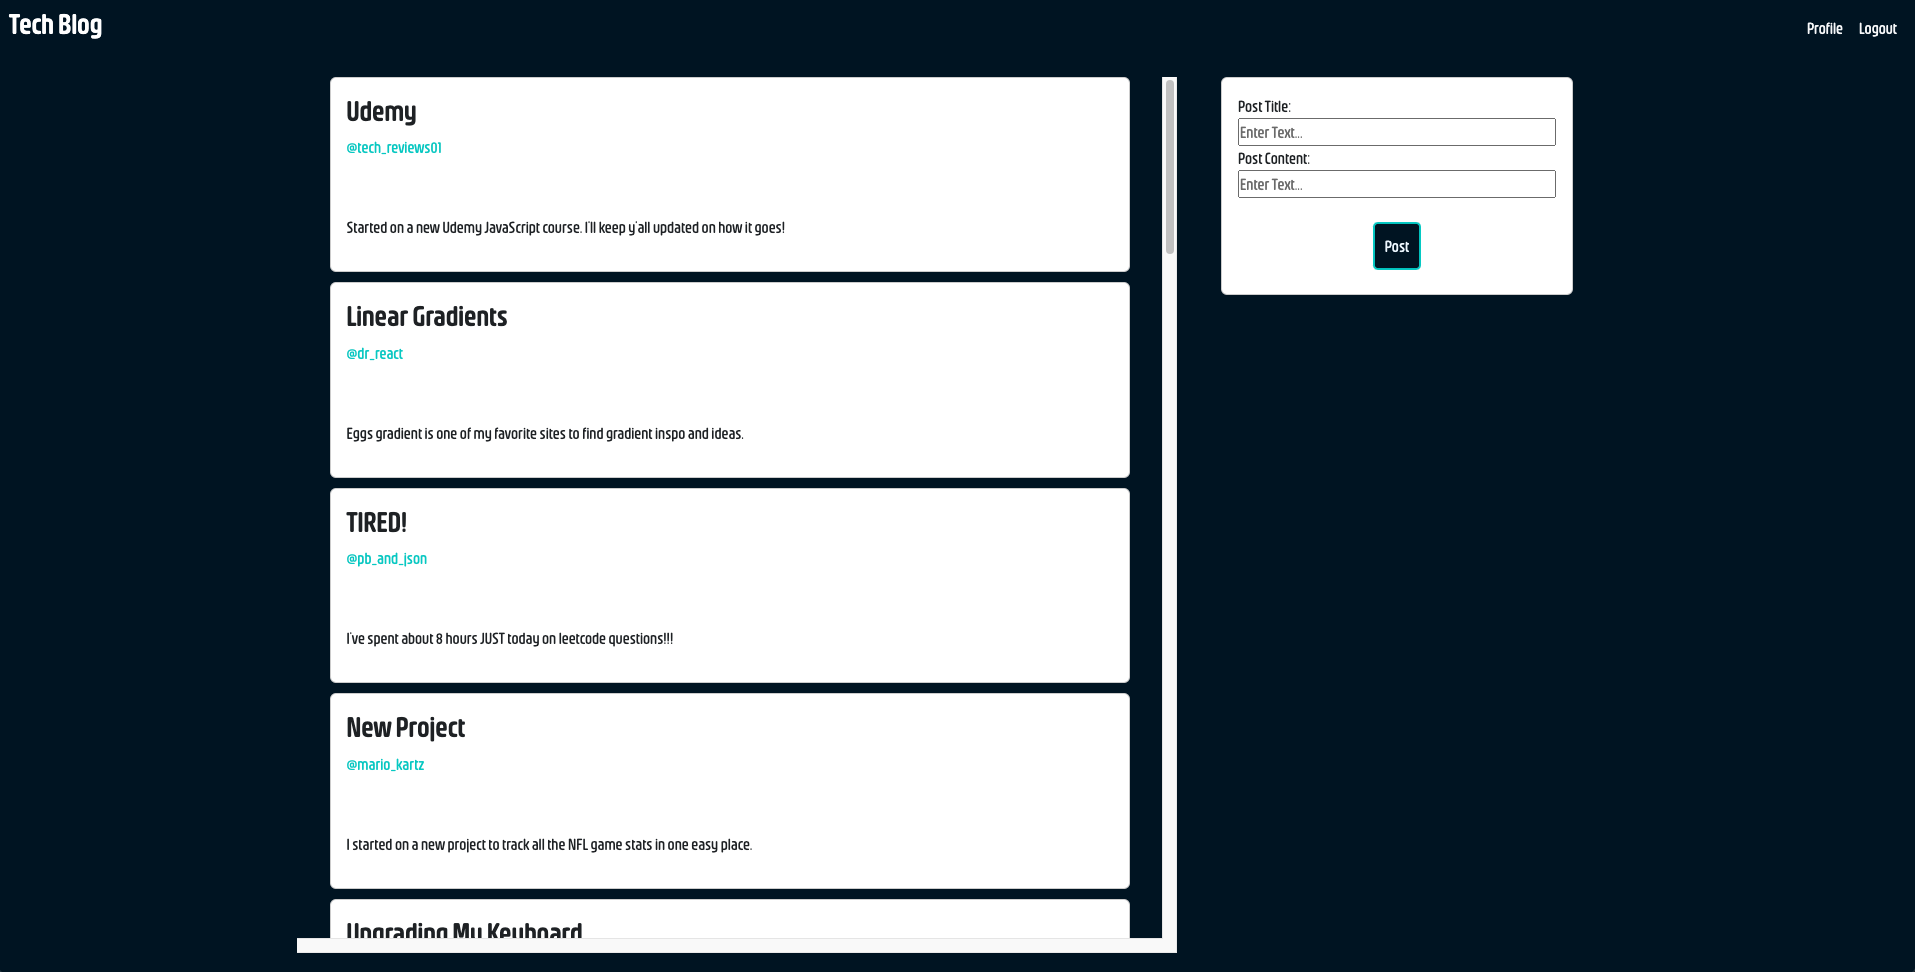 Tech Blog
Profile Logout
Udemy
@tech_reviews01
Started on a new Udemy JavaScript course. I'll keep y'all updated on how it goes!
Linear Gradients
@dr_react
Eggs gradient is one of my favorite sites to find gradient inspo and ideas.
TIRED!
@pb_and_json
I've spent about 8 hours JUST today on leetcode questions!!!
New Project
@mario_kartz
I started on a new project to track all the NFL game stats in one easy place.
Upgrading My Keyboard
Post Title:
Enter Text...
Post Content:
Enter Text...
Post